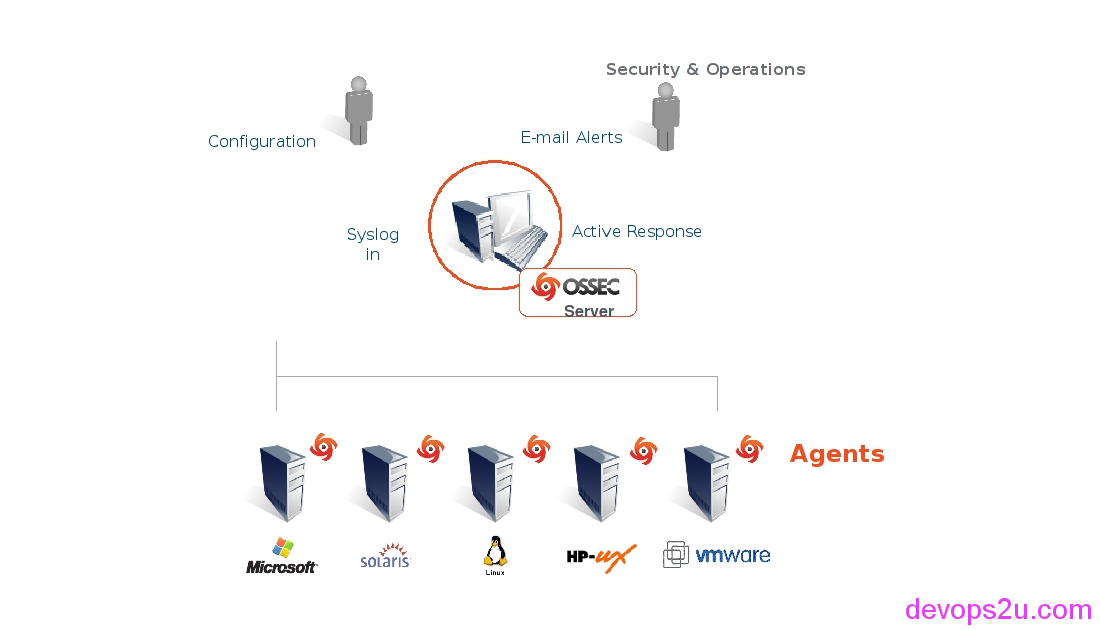 Security & Operations
Configuration
E-mail Alerts
Syslog
in
Active Response
OSSEC
Server
Agents
Microsoft
solaris
Linux
HP-UX
vmware
devops2u.com